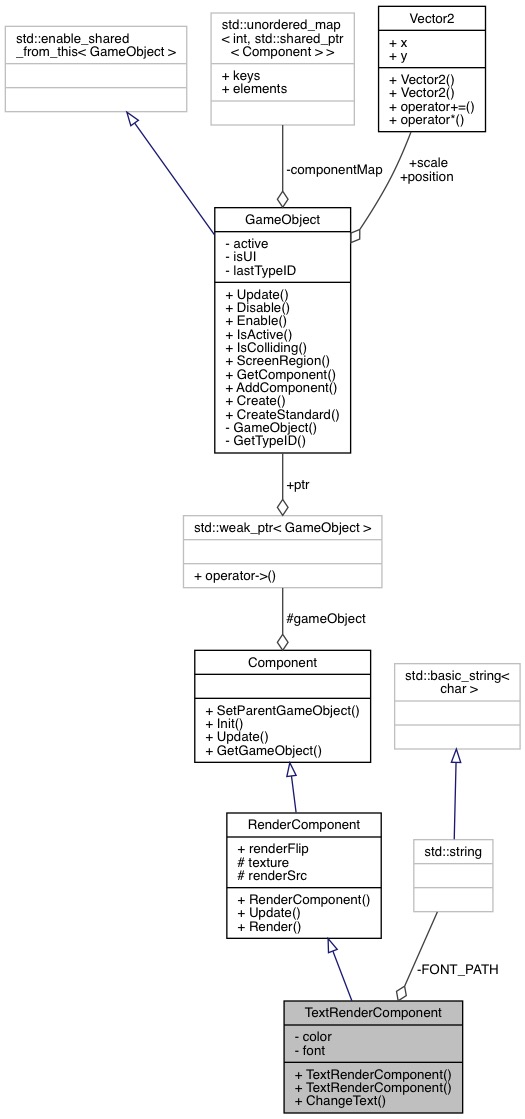 std::enable_shared
_from_this< GameObject >
std::unordered_map
< int, std::shared_ptr
< Component > >
+ keys
+ elements
Vector2
+ x
+ y
+ Vector2()
+ Vector2()
+ operator+=()
+ operator*()
-componentMap
+scale
+position
GameObject
- active
- isUI
- lastTypeID
+ Update()
+ Disable()
+ Enable()
+ IsActive()
+ IsColliding()
+ ScreenRegion()
+ GetComponent()
+ AddComponent()
+ Create()
+ CreateStandard()
- GameObject()
- GetTypeID()
+ptr
std::weak_ptr< GameObject >
+ operator->()
#gameObject
Component
+ SetParentGameObject()
+ Init()
+ Update()
+ GetGameObject()
std::basic_string<
char >
RenderComponent
+ renderFlip
# texture
# renderSrc
+ RenderComponent()
+ Update()
+ Render()
std::string
-FONT_PATH
TextRenderComponent
- color
- font
+ TextRenderComponent()
+ TextRenderComponent()
+ ChangeText()